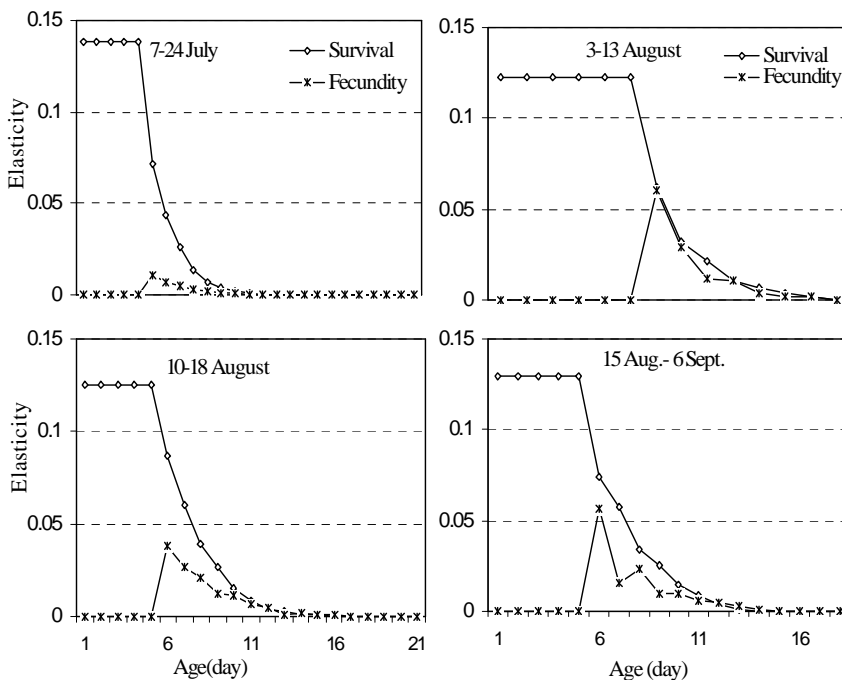 0.15
0.1
0.05
0
Elasticity
7-24 July
Survival
Fecundity
0.15
0.1
0.05
0
3-13 August
Survival
Fecundity
0.15
0.1
0.05
0
Elasticity
10-18 August
1 6 11 16 21
Age(day)
0.15
0.1
0.05
0
15 Aug.- 6 Sept.
1 6 11 16
Age (day)